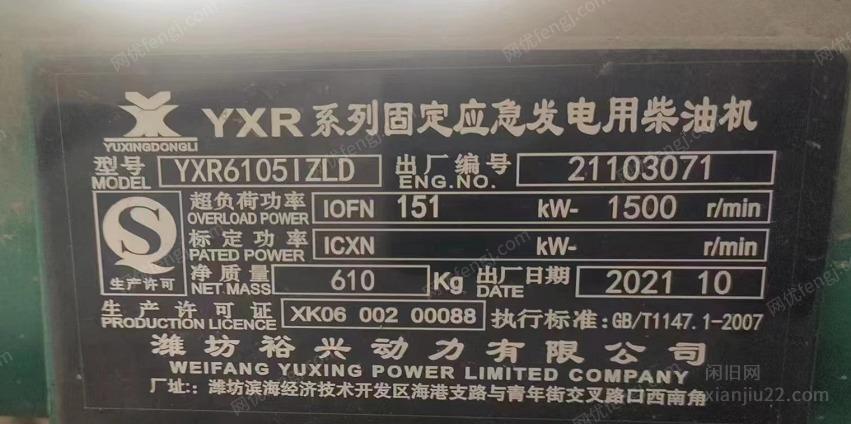 YXR 系列固定应急发电用柴油机
YUXINGDONGLI
型号 YXR6105IZLD 出厂编号 21103071
MODEL ENG.NO.
超负荷功率 IOFN 151 kW- 1500 r/min
OVERLOAD POWER
标定功率 ICXN kW- r/min
PATED POWER
生产许可
净质量 610 Kg 出厂日期 2021 10
NET MASS DATE
生产许可证 XK06 002 00088 执行标准:GB/T1147.1-2007
PRODUCTION LICENCE
潍坊裕兴动力有限公司
WEIFANG YUXING POWER LIMITED COMPANY
厂址:潍坊滨海经济技术开发区海港支路与青年街交叉路口西南角
闲旧网
xianjiu22.com
网优fengj.com